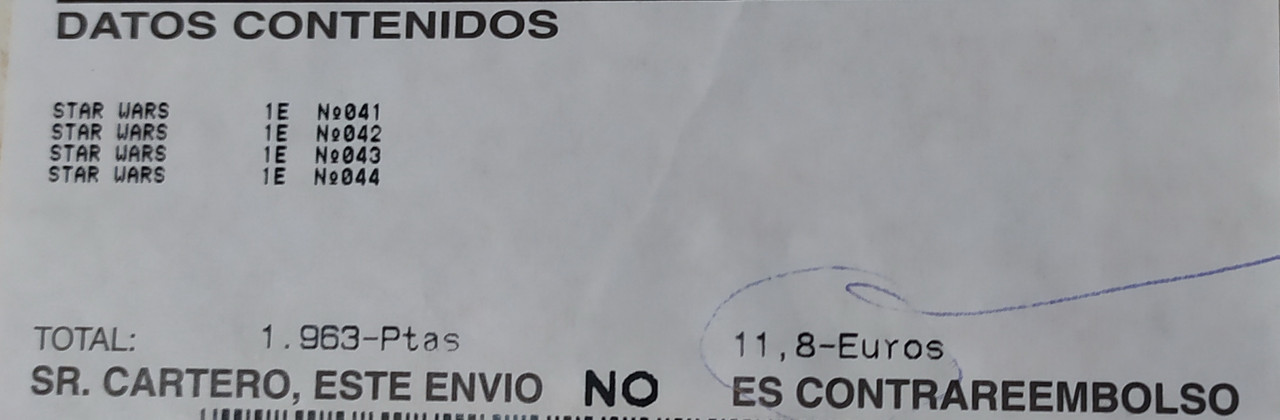 DATOS CONTENIDOS
STAR WARS 1E Nº041
STAR WARS 1E Nº042
STAR WARS 1E Nº043
STAR WARS 1E Nº044
TOTAL: 1.963-Ptas 11,8-Euros
SR. CARTERO, ESTE ENVIO NO ES CONTRAREEMBOLSO